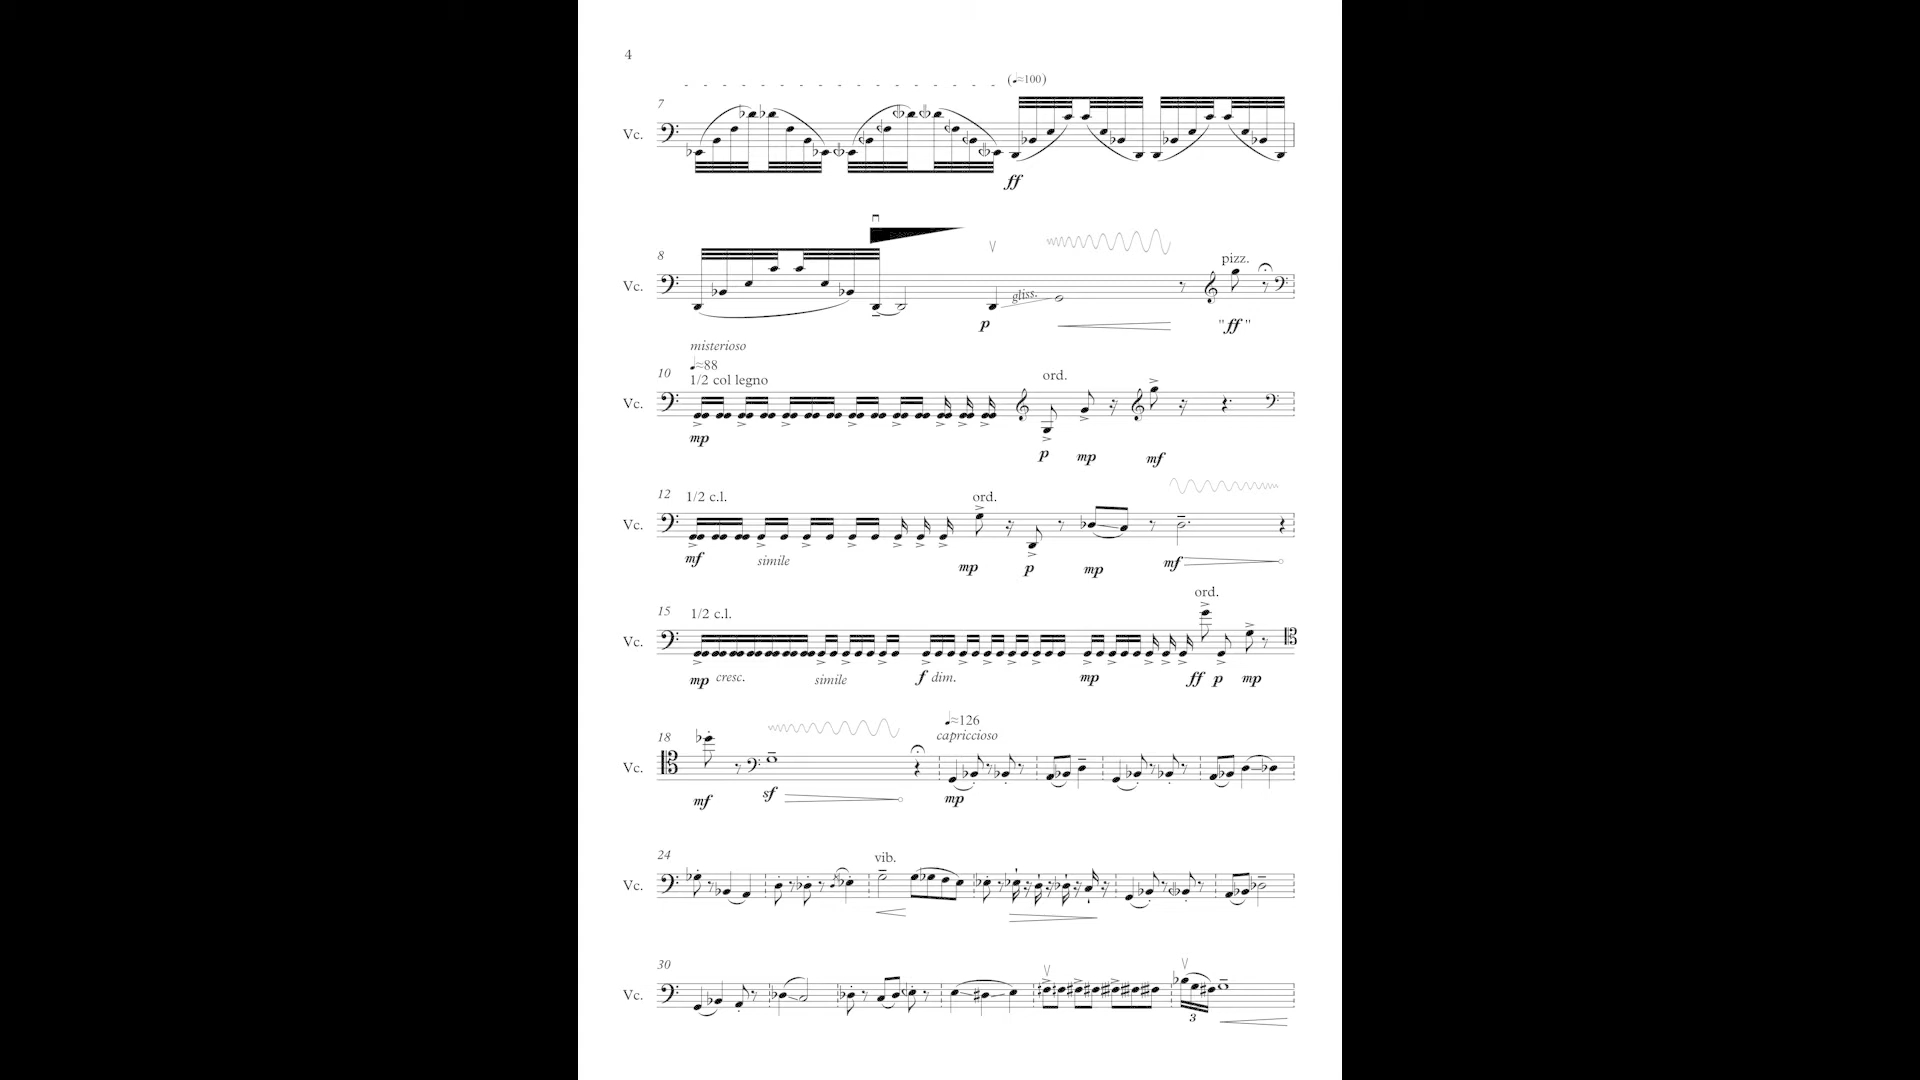 4
(♩≈100)
7
Vc.
ff
8
Vc.
gliss.
pizz.
p
"ff"
misterioso
♩≈88
10
1/2 col legno
ord.
Vc.
mp
p
mp
mf
12
1/2 c.l.
ord.
Vc.
mf
simile
mp
p
mp
mf
ord.
15
1/2 c.l.
Vc.
mp
cresc.
simile
f dim.
mp
ff
p
mp
♩≈126
18
capriccioso
Vc.
mf
sf
mp
24
vib.
Vc.
30
Vc.
3